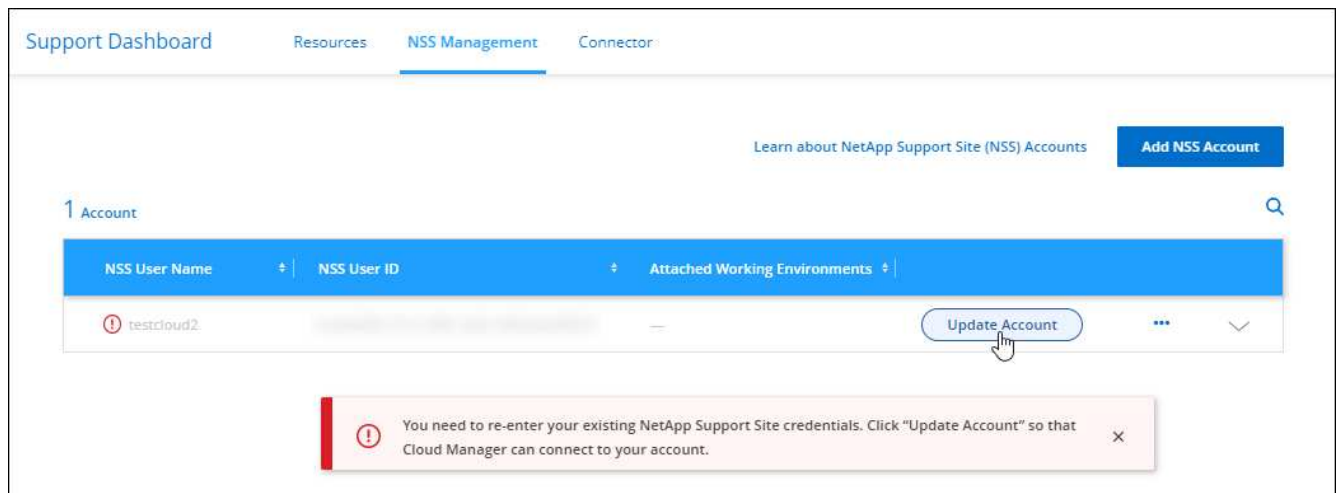 Support Dashboard Resources NSS Management Connector
Learn about NetApp Support Site (NSS) Accounts Add NSS Account
1 Account
NSS User Name NSS User ID Attached Working Environments
testcloud2 — Update Account
You need to re-enter your existing NetApp Support Site credentials. Click “Update Account” so that
Cloud Manager can connect to your account.